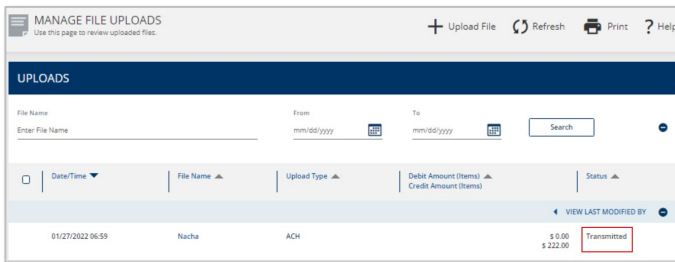 MANAGE FILE UPLOADS
Use this page to review uploaded files.
Upload File
Refresh
Print
? Help
UPLOADS
File Name
From
To
Enter File Name
mm/dd/yyyy
mm/dd/yyyy
Search
Date/Time
File Name
Upload Type
Debit Amount (Items)
Credit Amount (Items)
Status
VIEW LAST MODIFIED BY
01/27/2022 06:59
Nacha
ACH
$ 0.00
$ 222.00
Transmitted